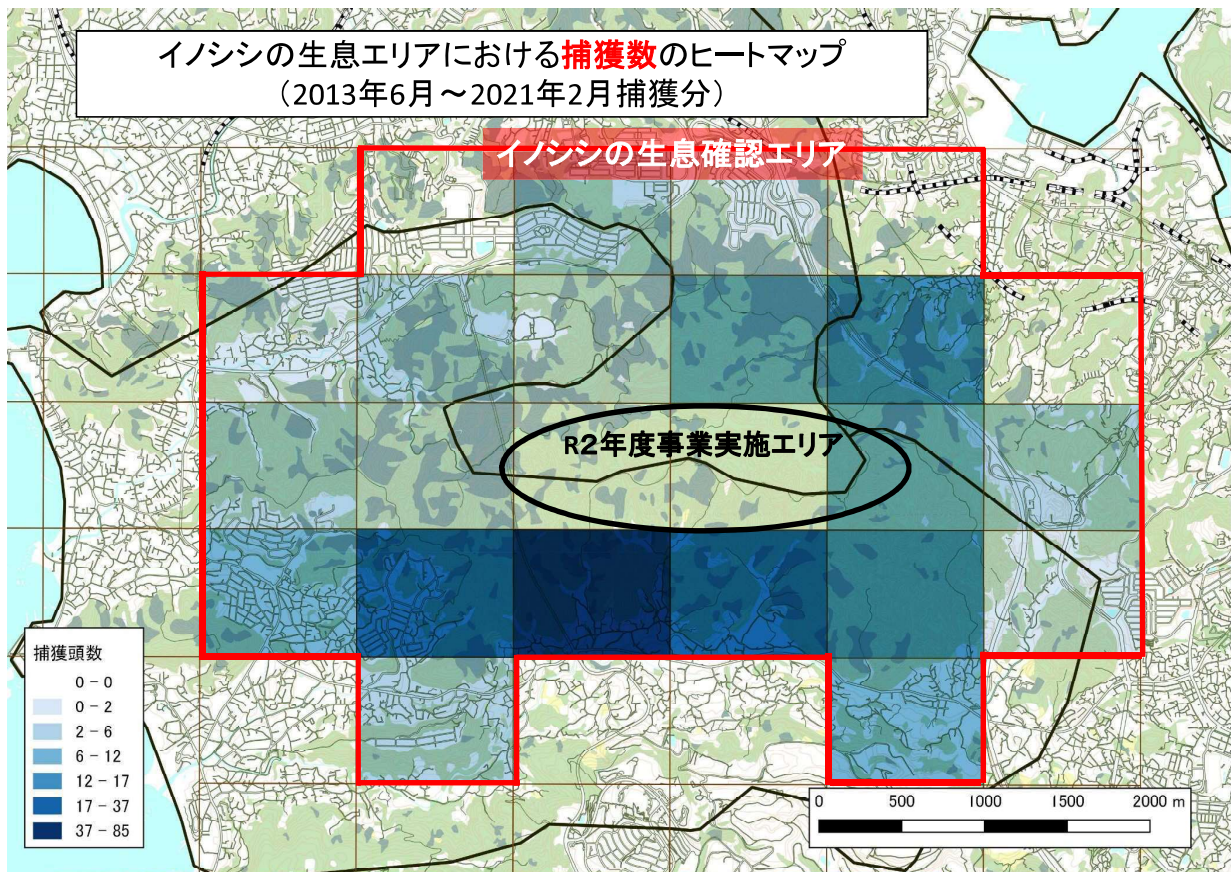 イノシシの生息エリアにおける捕獲数のヒートマップ
（2013年6月～2021年2月捕獲分）
イノシシの生息確認エリア
R２年度事業実施エリア
捕獲頭数
0 – 0
0 – 2
2 – 6
6 – 12
12 – 17
17 – 37
37 – 85
0 500 1000 1500 2000 m